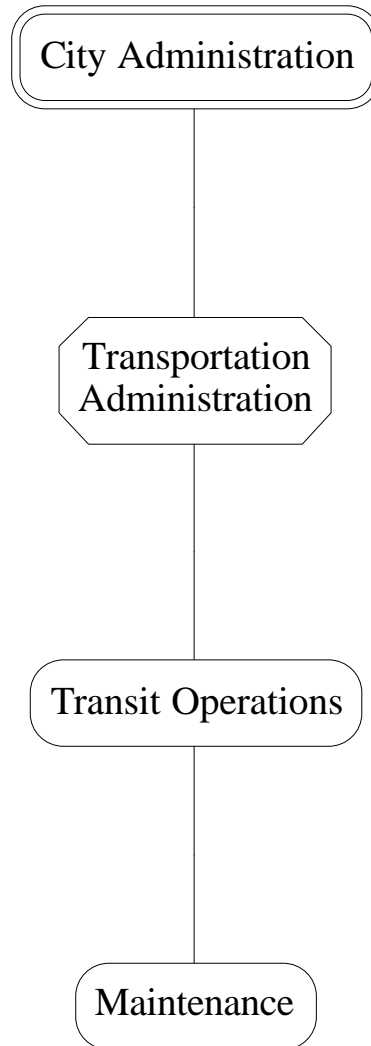 City Administration
Transportation
Administration
Transit Operations
Maintenance